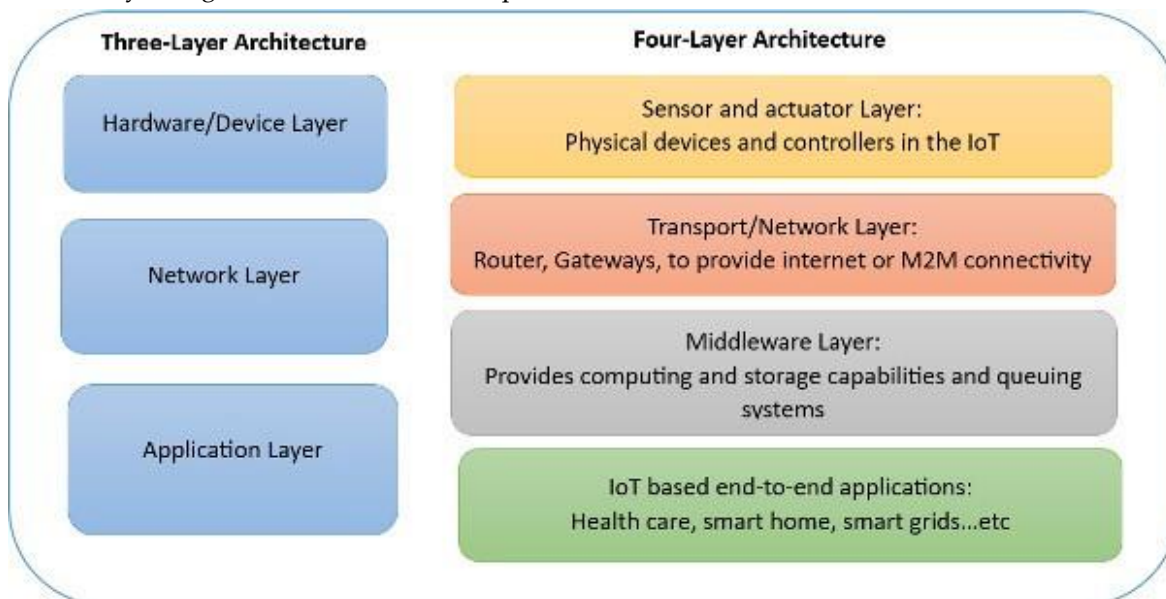 Three-Layer Architecture
Hardware/Device Layer
Network Layer
Application Layer
Four-Layer Architecture
Sensor and actuator Layer:
Physical devices and controllers in the IoT
Transport/Network Layer:
Router, Gateways, to provide internet or M2M connectivity
Middleware Layer:
Provides computing and storage capabilities and queuing
systems
IoT based end-to-end applications:
Health care, smart home, smart grids...etc